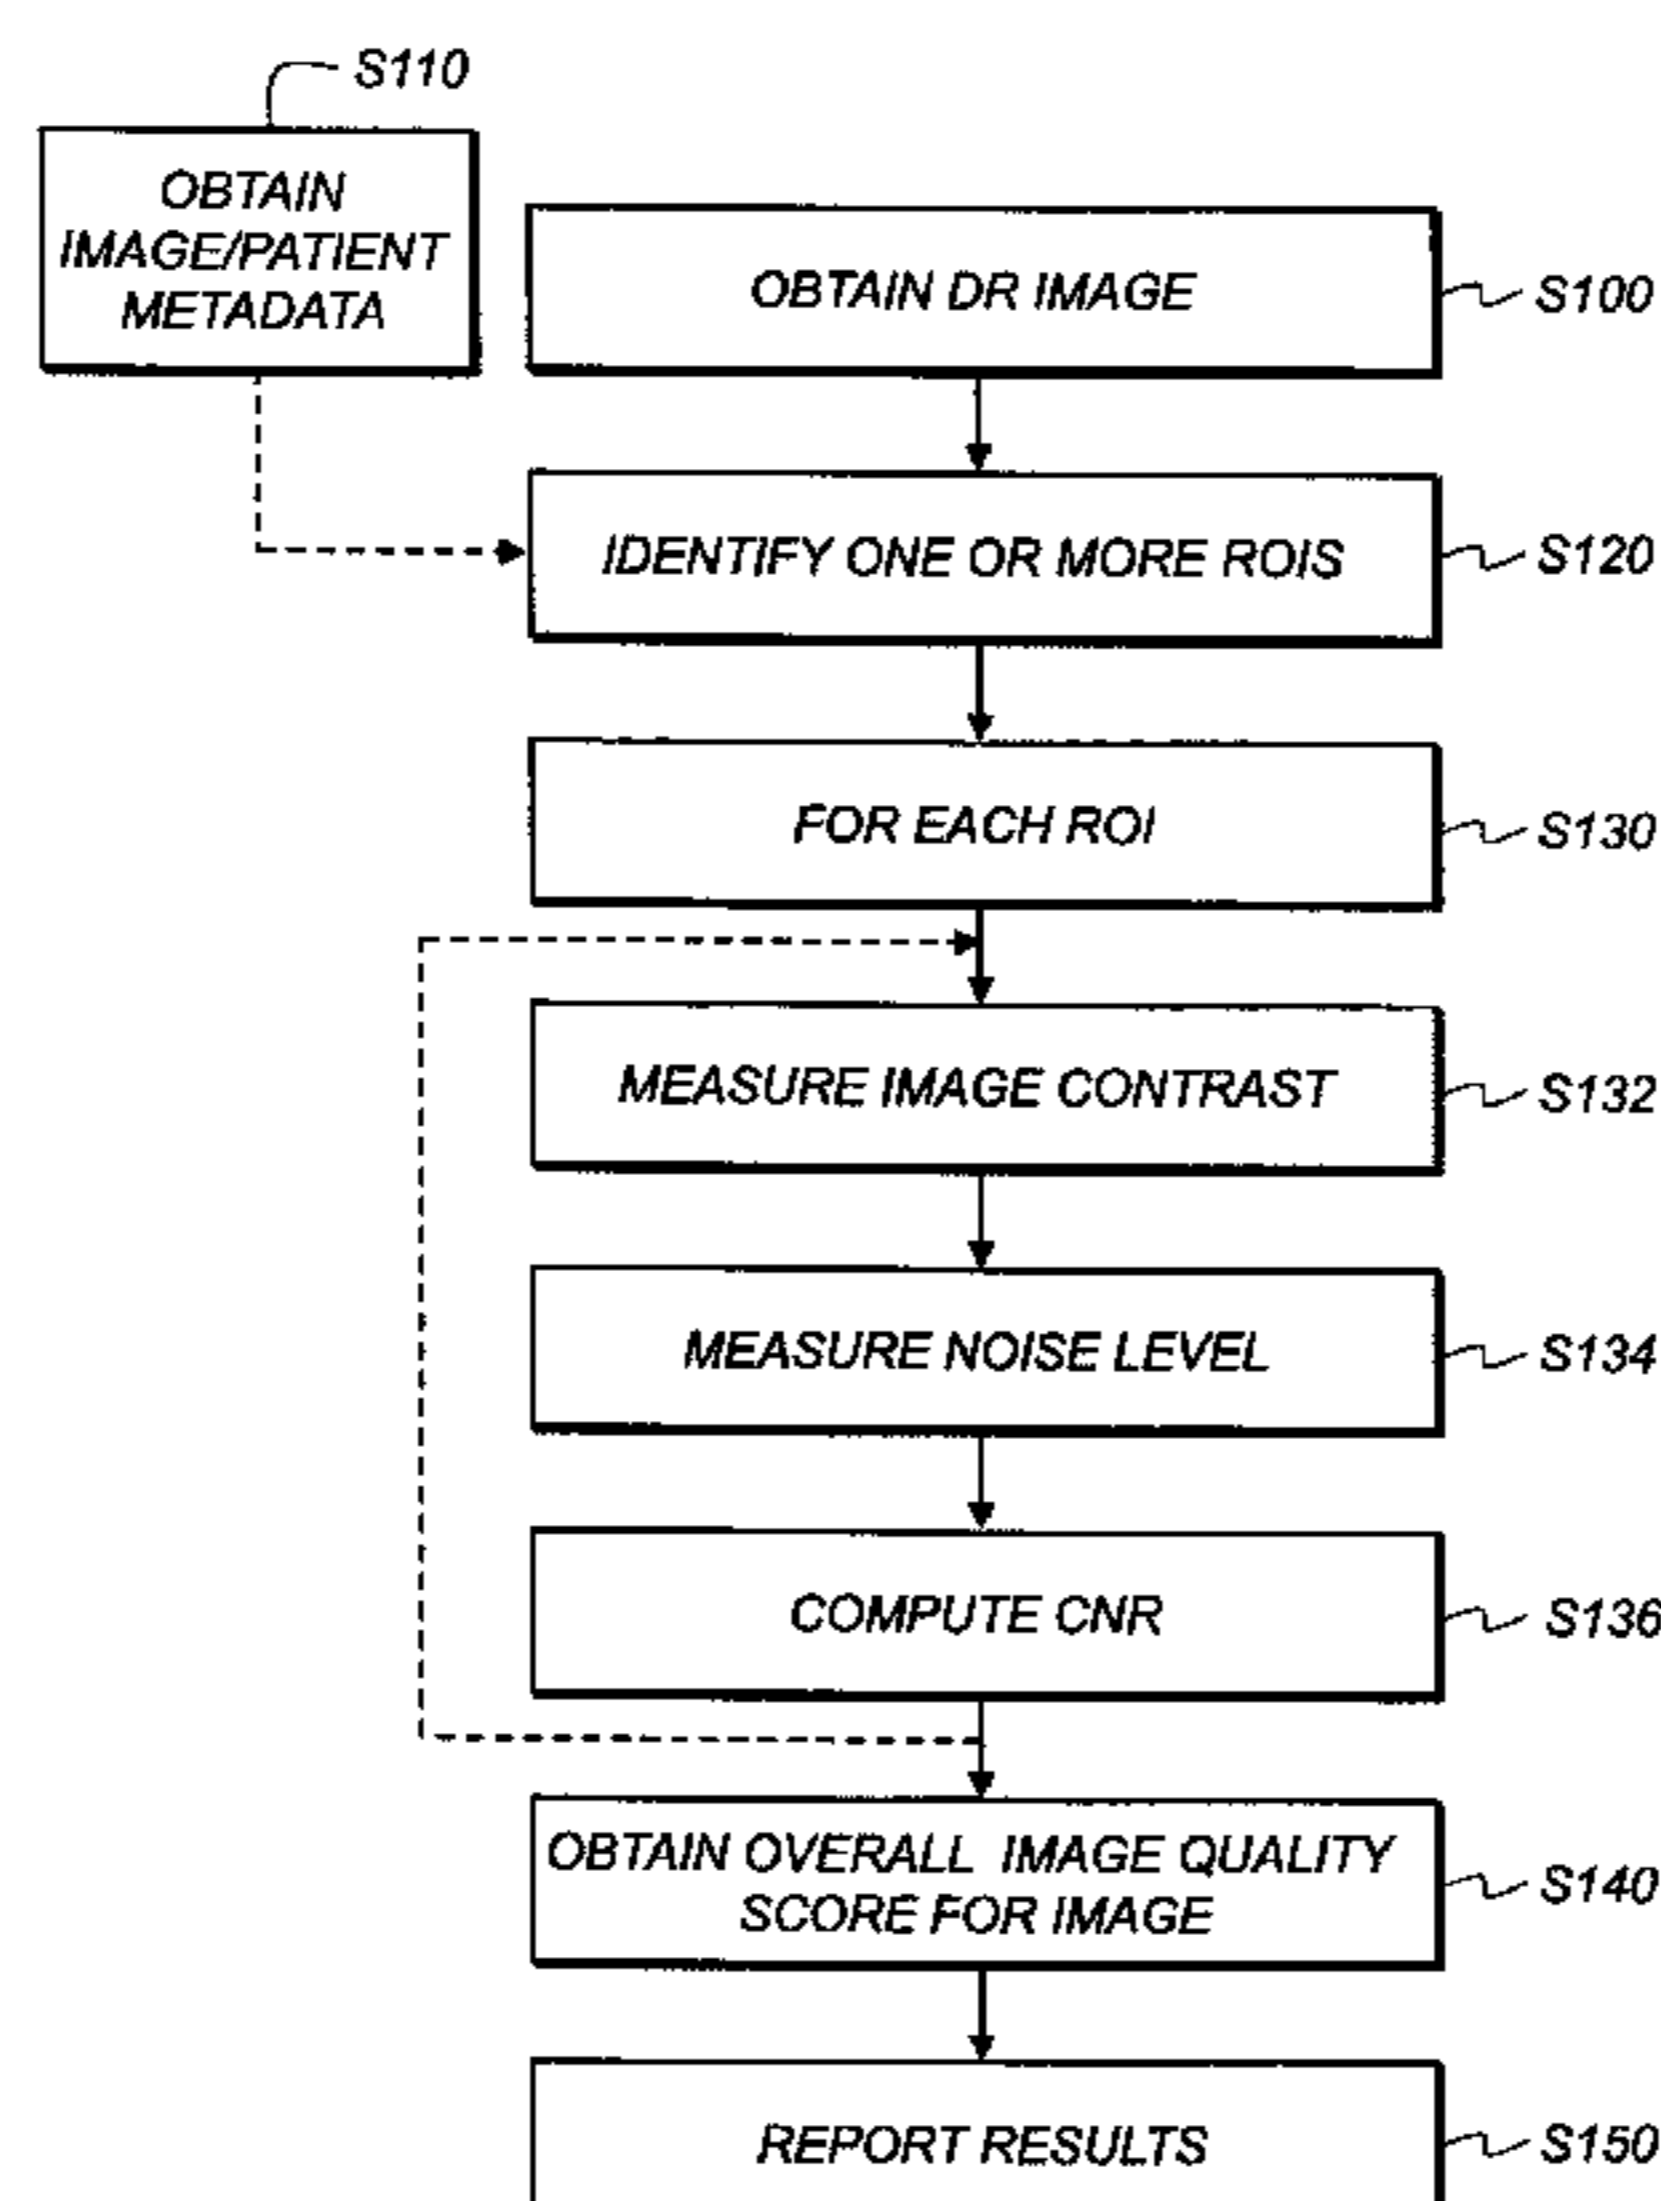 S110
OBTAIN
IMAGE/PATIENT
METADATA
OBTAIN DR IMAGE
S100
IDENTIFY ONE OR MORE ROIS
S120
FOR EACH ROI
S130
MEASURE IMAGE CONTRAST
S132
MEASURE NOISE LEVEL
S134
COMPUTE CNR
S136
OBTAIN OVERALL IMAGE QUALITY
SCORE FOR IMAGE
S140
REPORT RESULTS
S150